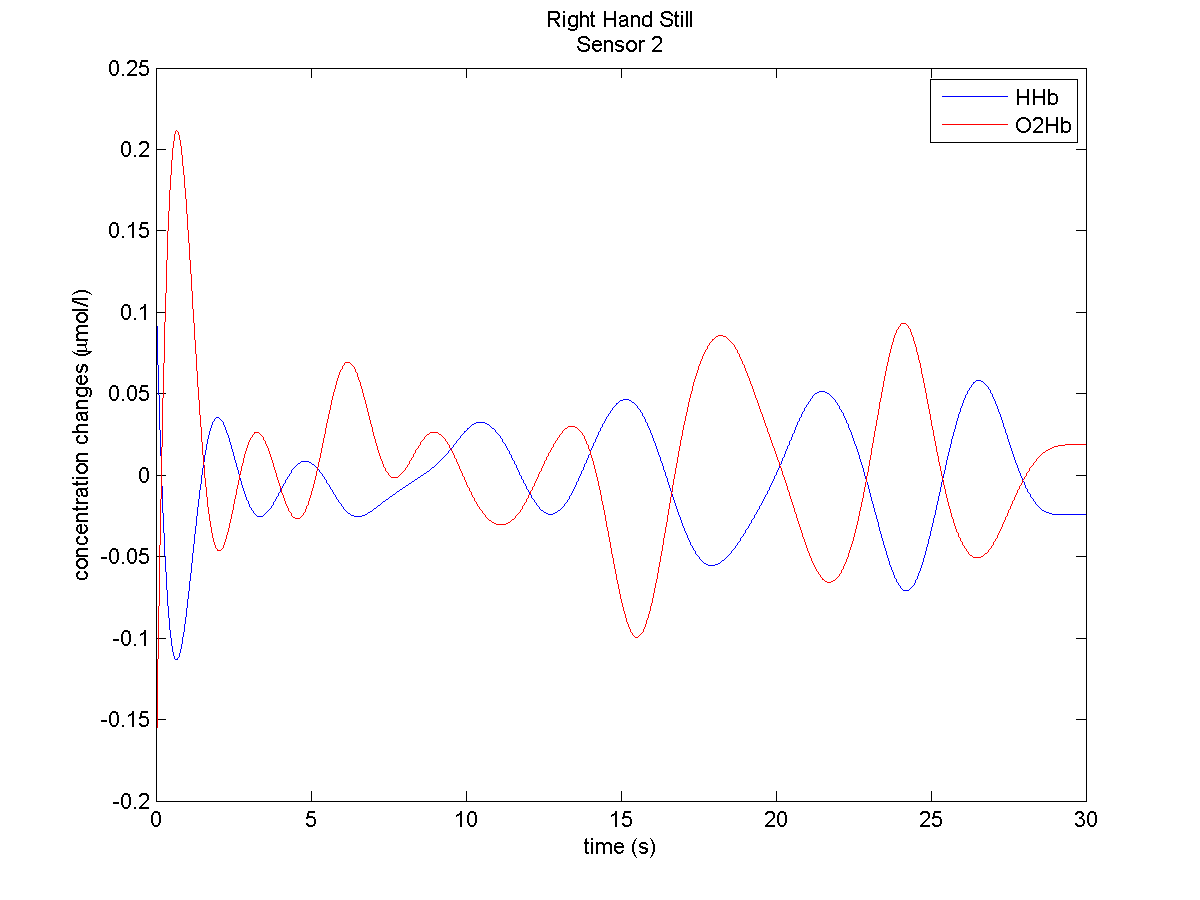 Right Hand Still
Sensor 2
0.25
0.2
0.15
0.1
0.05
0
-0.05
-0.1
-0.15
-0.2
concentration changes (μmol/l)
HHb
O2Hb
0 5 10 15 20 25 30
time (s)